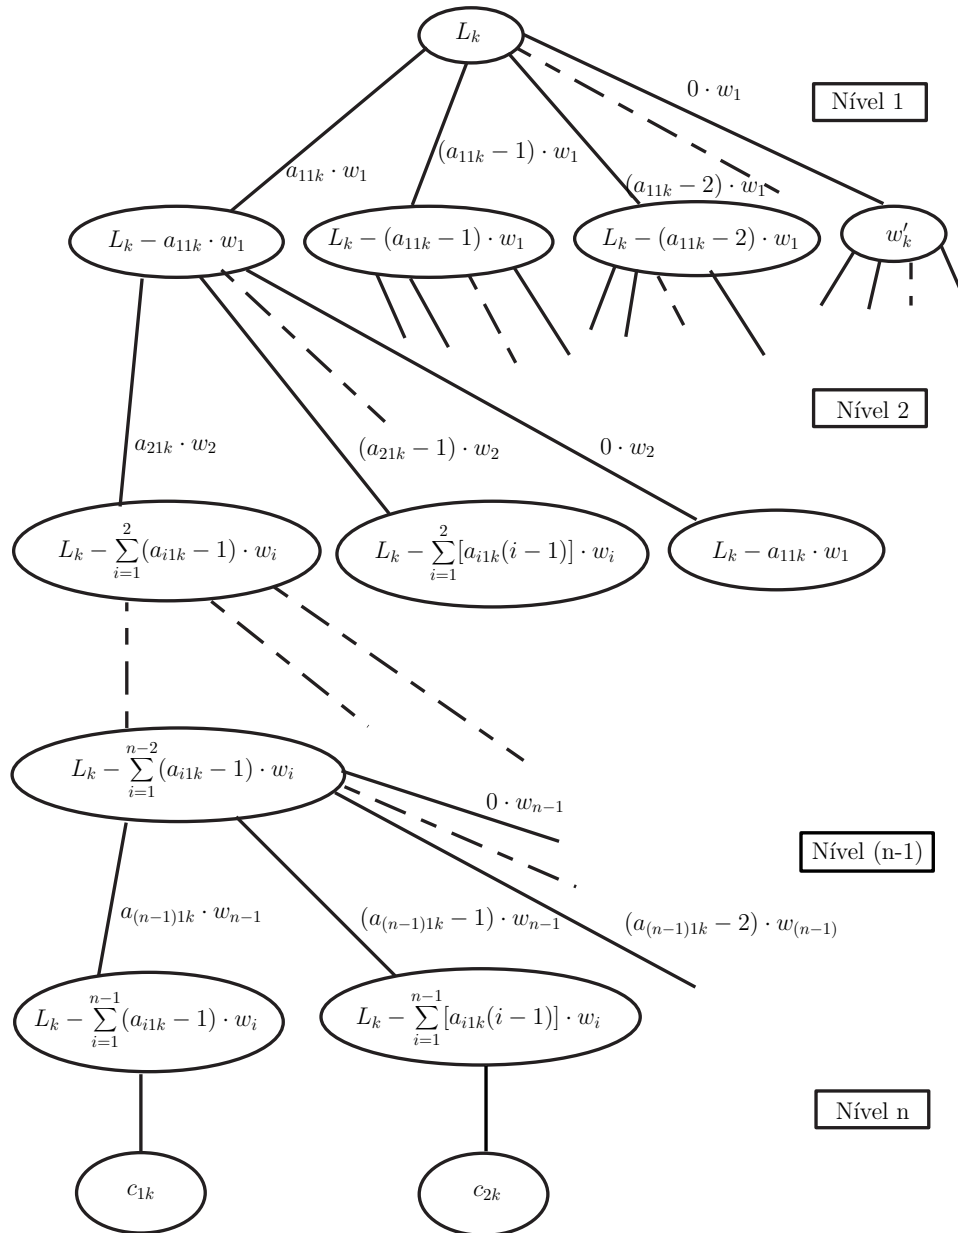 L_k
0 · w_1
Nível 1
(a_{11k} − 1) · w_1
a_{11k} · w_1
(a_{11k} − 2) · w_1
L_k − a_{11k} · w_1
L_k − (a_{11k} − 1) · w_1
L_k − (a_{11k} − 2) · w_1
w'_k
Nível 2
a_{21k} · w_2
(a_{21k} − 1) · w_2
0 · w_2
L_k − \sum_{i=1}^{2} (a_{i1k} − 1) · w_i
L_k − \sum_{i=1}^{2} [a_{i1k}(i − 1)] · w_i
L_k − a_{11k} · w_1
L_k − \sum_{i=1}^{n−2} (a_{i1k} − 1) · w_i
0 · w_{n−1}
Nível (n-1)
a_{(n−1)1k} · w_{n−1}
(a_{(n−1)1k} − 1) · w_{n−1}
(a_{(n−1)1k} − 2) · w_{(n−1)}
L_k − \sum_{i=1}^{n−1} (a_{i1k} − 1) · w_i
L_k − \sum_{i=1}^{n−1} [a_{i1k}(i − 1)] · w_i
Nível n
c_{1k}
c_{2k}